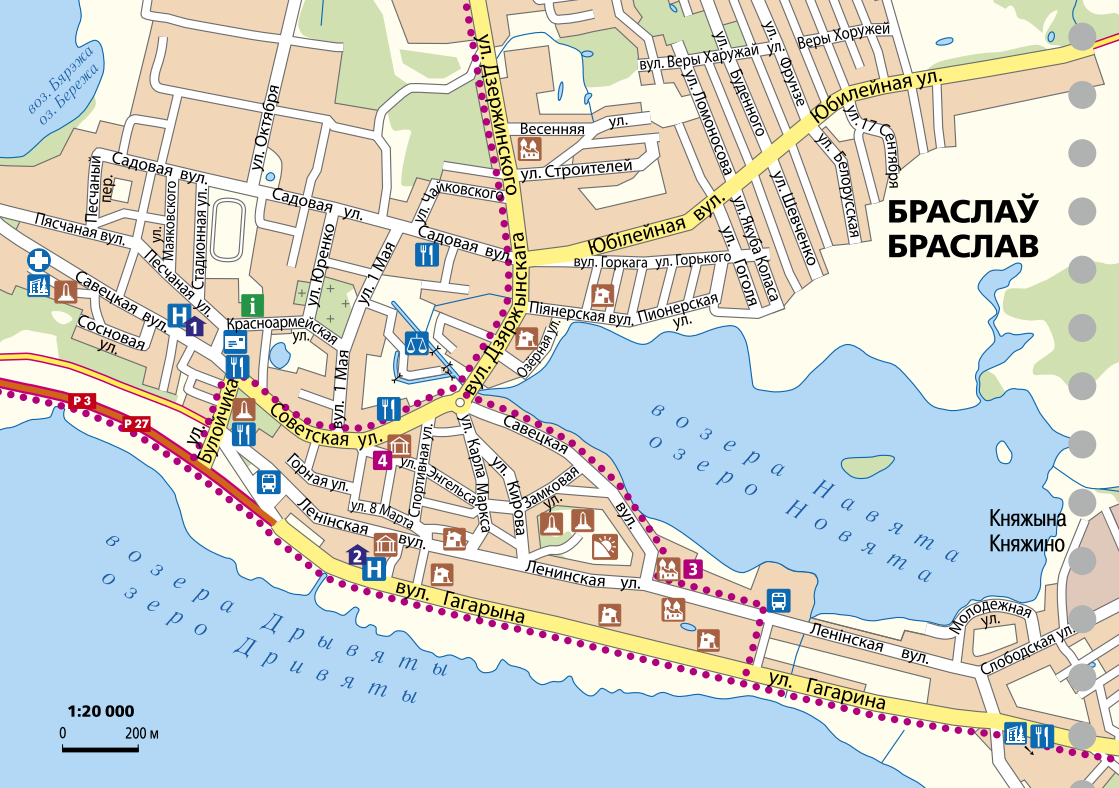 воз. Бярэжа
оз. Бережа
ул. Дзержинского
вул. Веры Харужай
ул. Веры Хоружей
ул. Фрунзе
ул. Буденного
ул. Ломоносова
Юбилейная ул.
ул. 17 Сентября
ул. Белорусская
ул. Октября
Весенняя ул.
ул. Строителей
Садовая вул.
Песчаный пер.
ул. Маяковского
Стадионная ул.
Садовая ул.
ул. Чайковского
ул. Шевченко
ул. Якуба Коласа
ул. Гоголя
БРАСЛАЎ
БРАСЛАВ
Пясчаная вул.
Песчаная ул.
ул. Юренко
ул. 1 Мая
Садовая вул.
Юбілейная вул.
вул. Горкага
ул. Горького
Савецкая вул.
Сосновая ул.
H
1
i
Красноармейская ул.
Піянерская вул.
Пионерская ул.
Озерная ул.
вул. Дзяржынскага
вул. 1 Мая
P 3
P 27
ул. Булойчика
Советская ул.
Савецкая вул.
4
Горная ул.
ул. Энгельса
Спортивная ул.
ул. Карла Маркса
ул. Кирова
Замковая ул.
ул. 8 Марта
Ленінская вул.
2
H
Ленинская ул.
3
возера Навята
озеро Новята
Княжына
Княжино
вул. Гагарына
ул. Гагарина
Ленінская вул.
Молодежная ул.
Слободская ул.
возера Дрывяты
озеро Дривяты
1:20 000
0 200 м